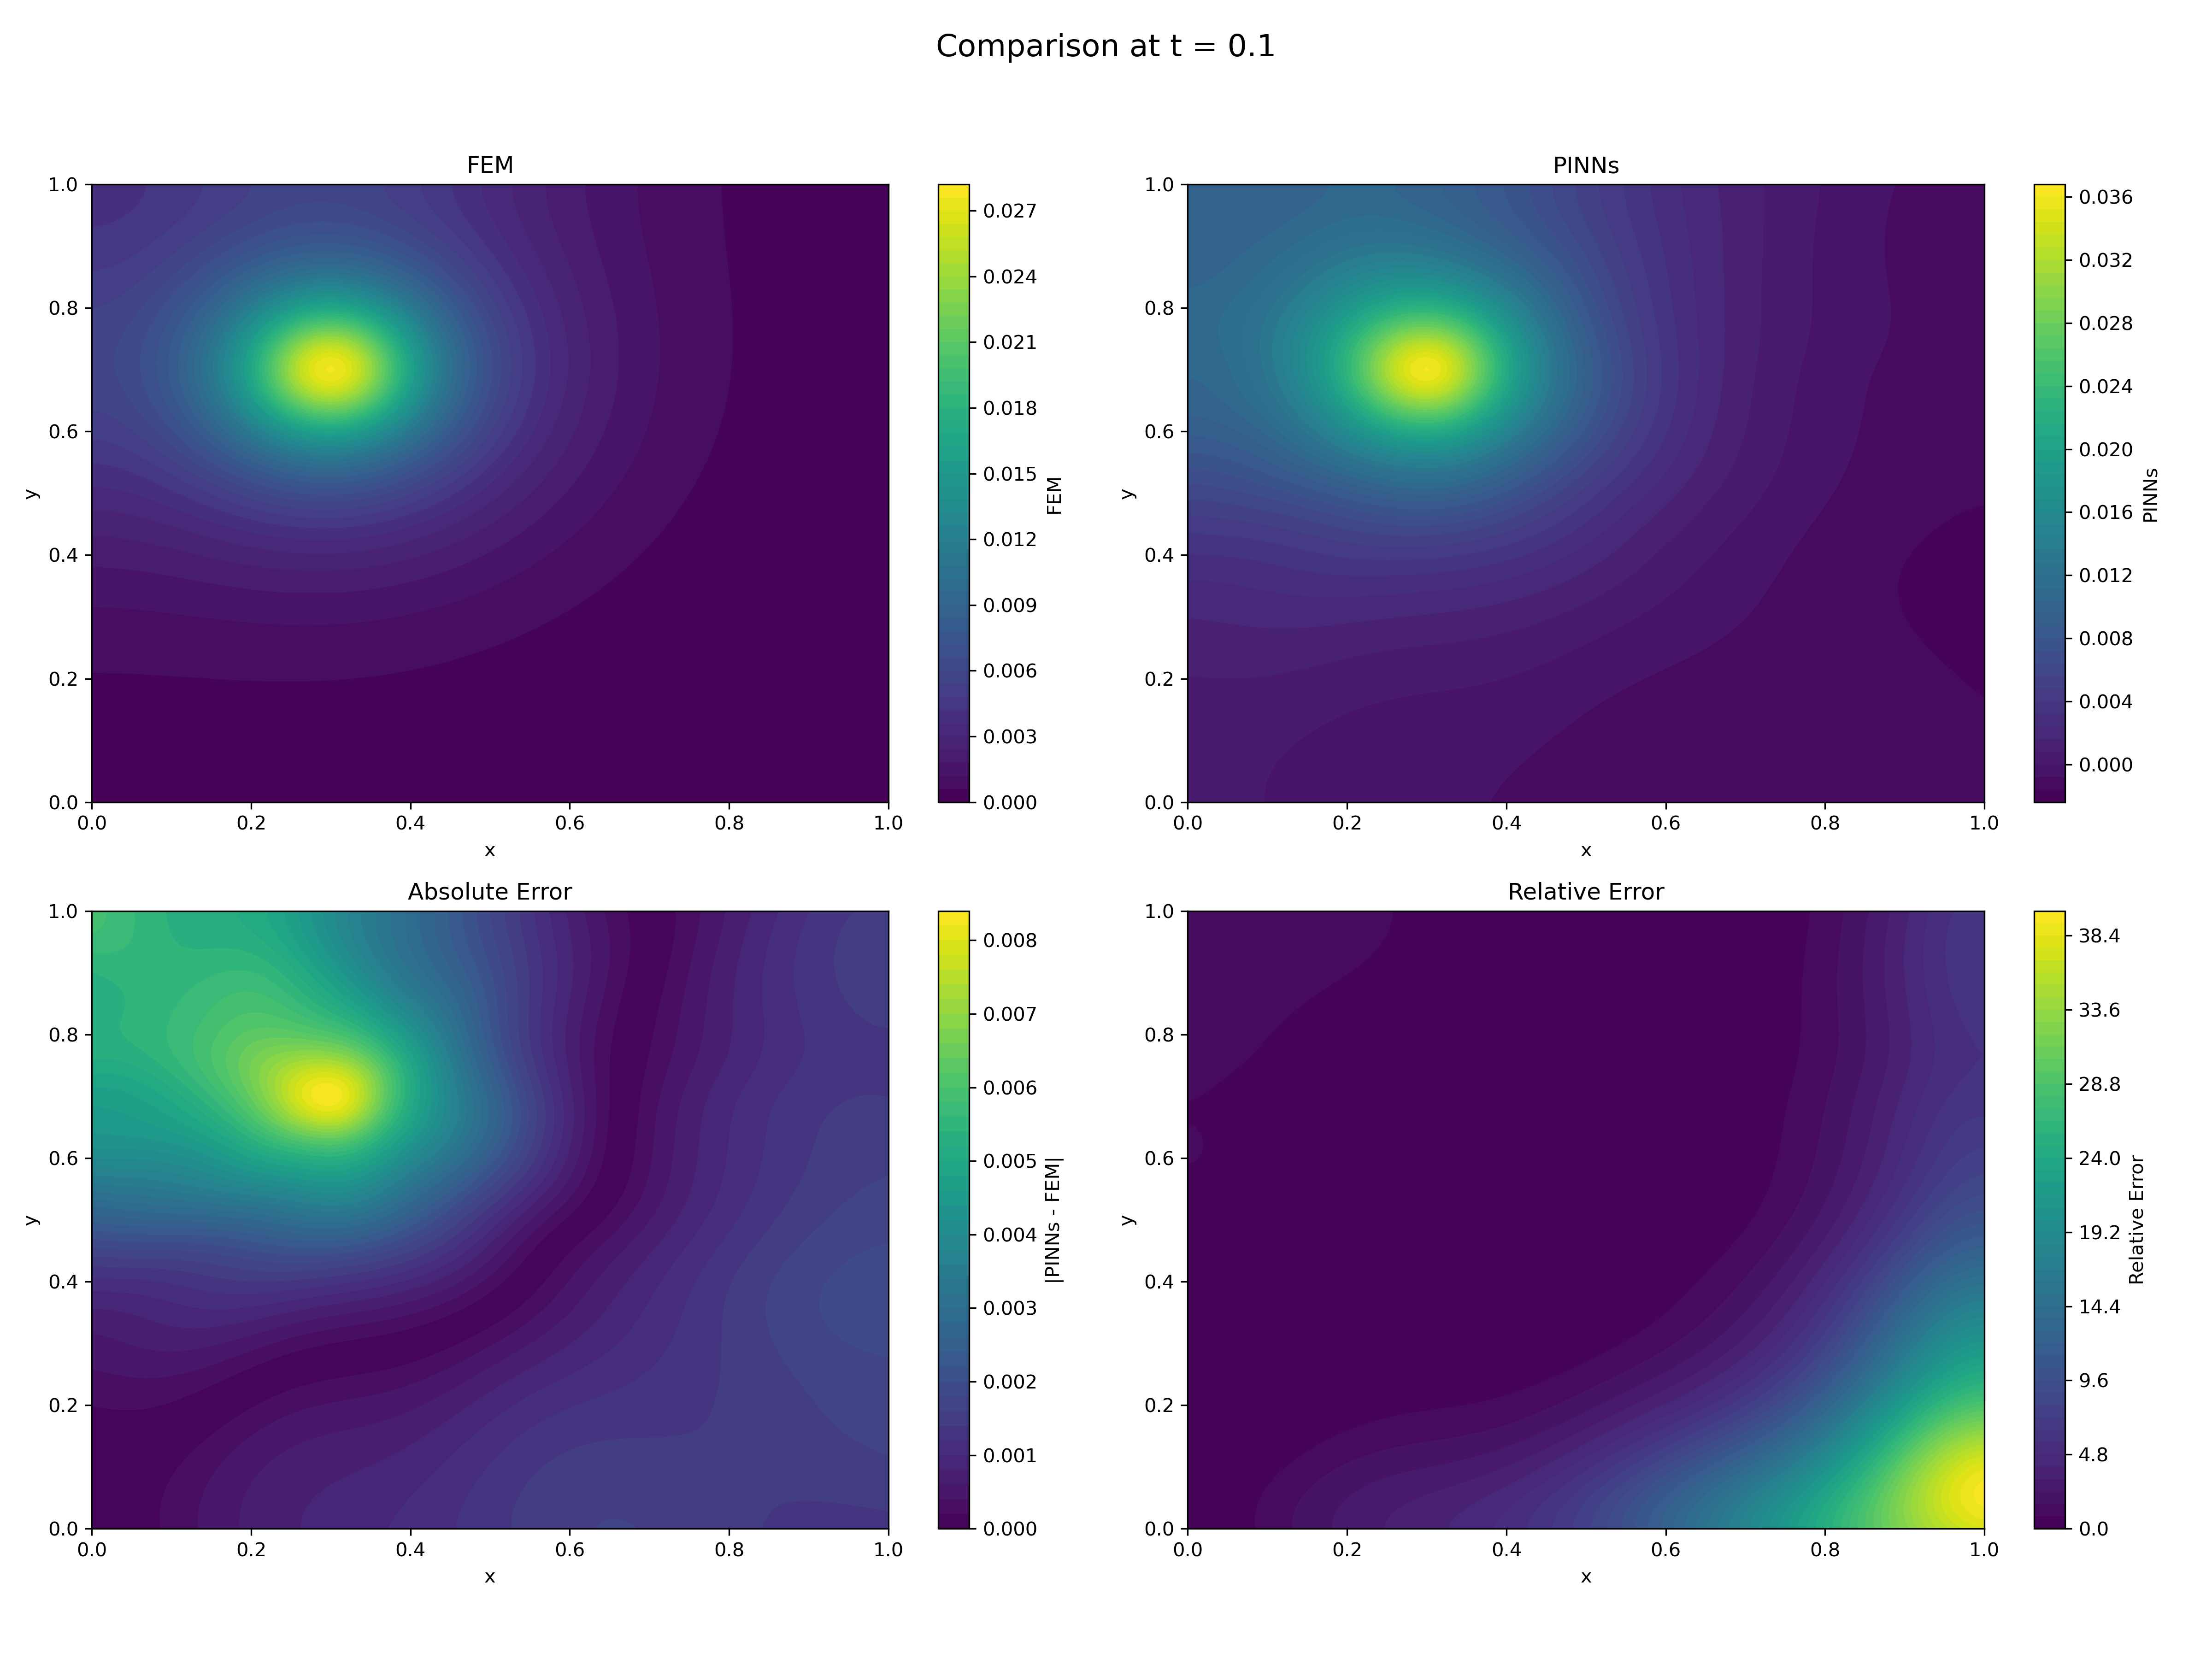 Comparison at t = 0.1
FEM
1.0
0.8
0.6
0.4
0.2
0.0
y
0.0 0.2 0.4 0.6 0.8 1.0
x
0.027
0.024
0.021
0.018
0.015
0.012
0.009
0.006
0.003
0.000
FEM
PINNs
1.0
0.8
0.6
0.4
0.2
0.0
y
0.0 0.2 0.4 0.6 0.8 1.0
x
0.036
0.032
0.028
0.024
0.020
0.016
0.012
0.008
0.004
0.000
PINNs
Absolute Error
1.0
0.8
0.6
0.4
0.2
0.0
y
0.0 0.2 0.4 0.6 0.8 1.0
x
0.008
0.007
0.006
0.005
0.004
0.003
0.002
0.001
0.000
|PINNs - FEM|
Relative Error
1.0
0.8
0.6
0.4
0.2
0.0
y
0.0 0.2 0.4 0.6 0.8 1.0
x
38.4
33.6
28.8
24.0
19.2
14.4
9.6
4.8
0.0
Relative Error